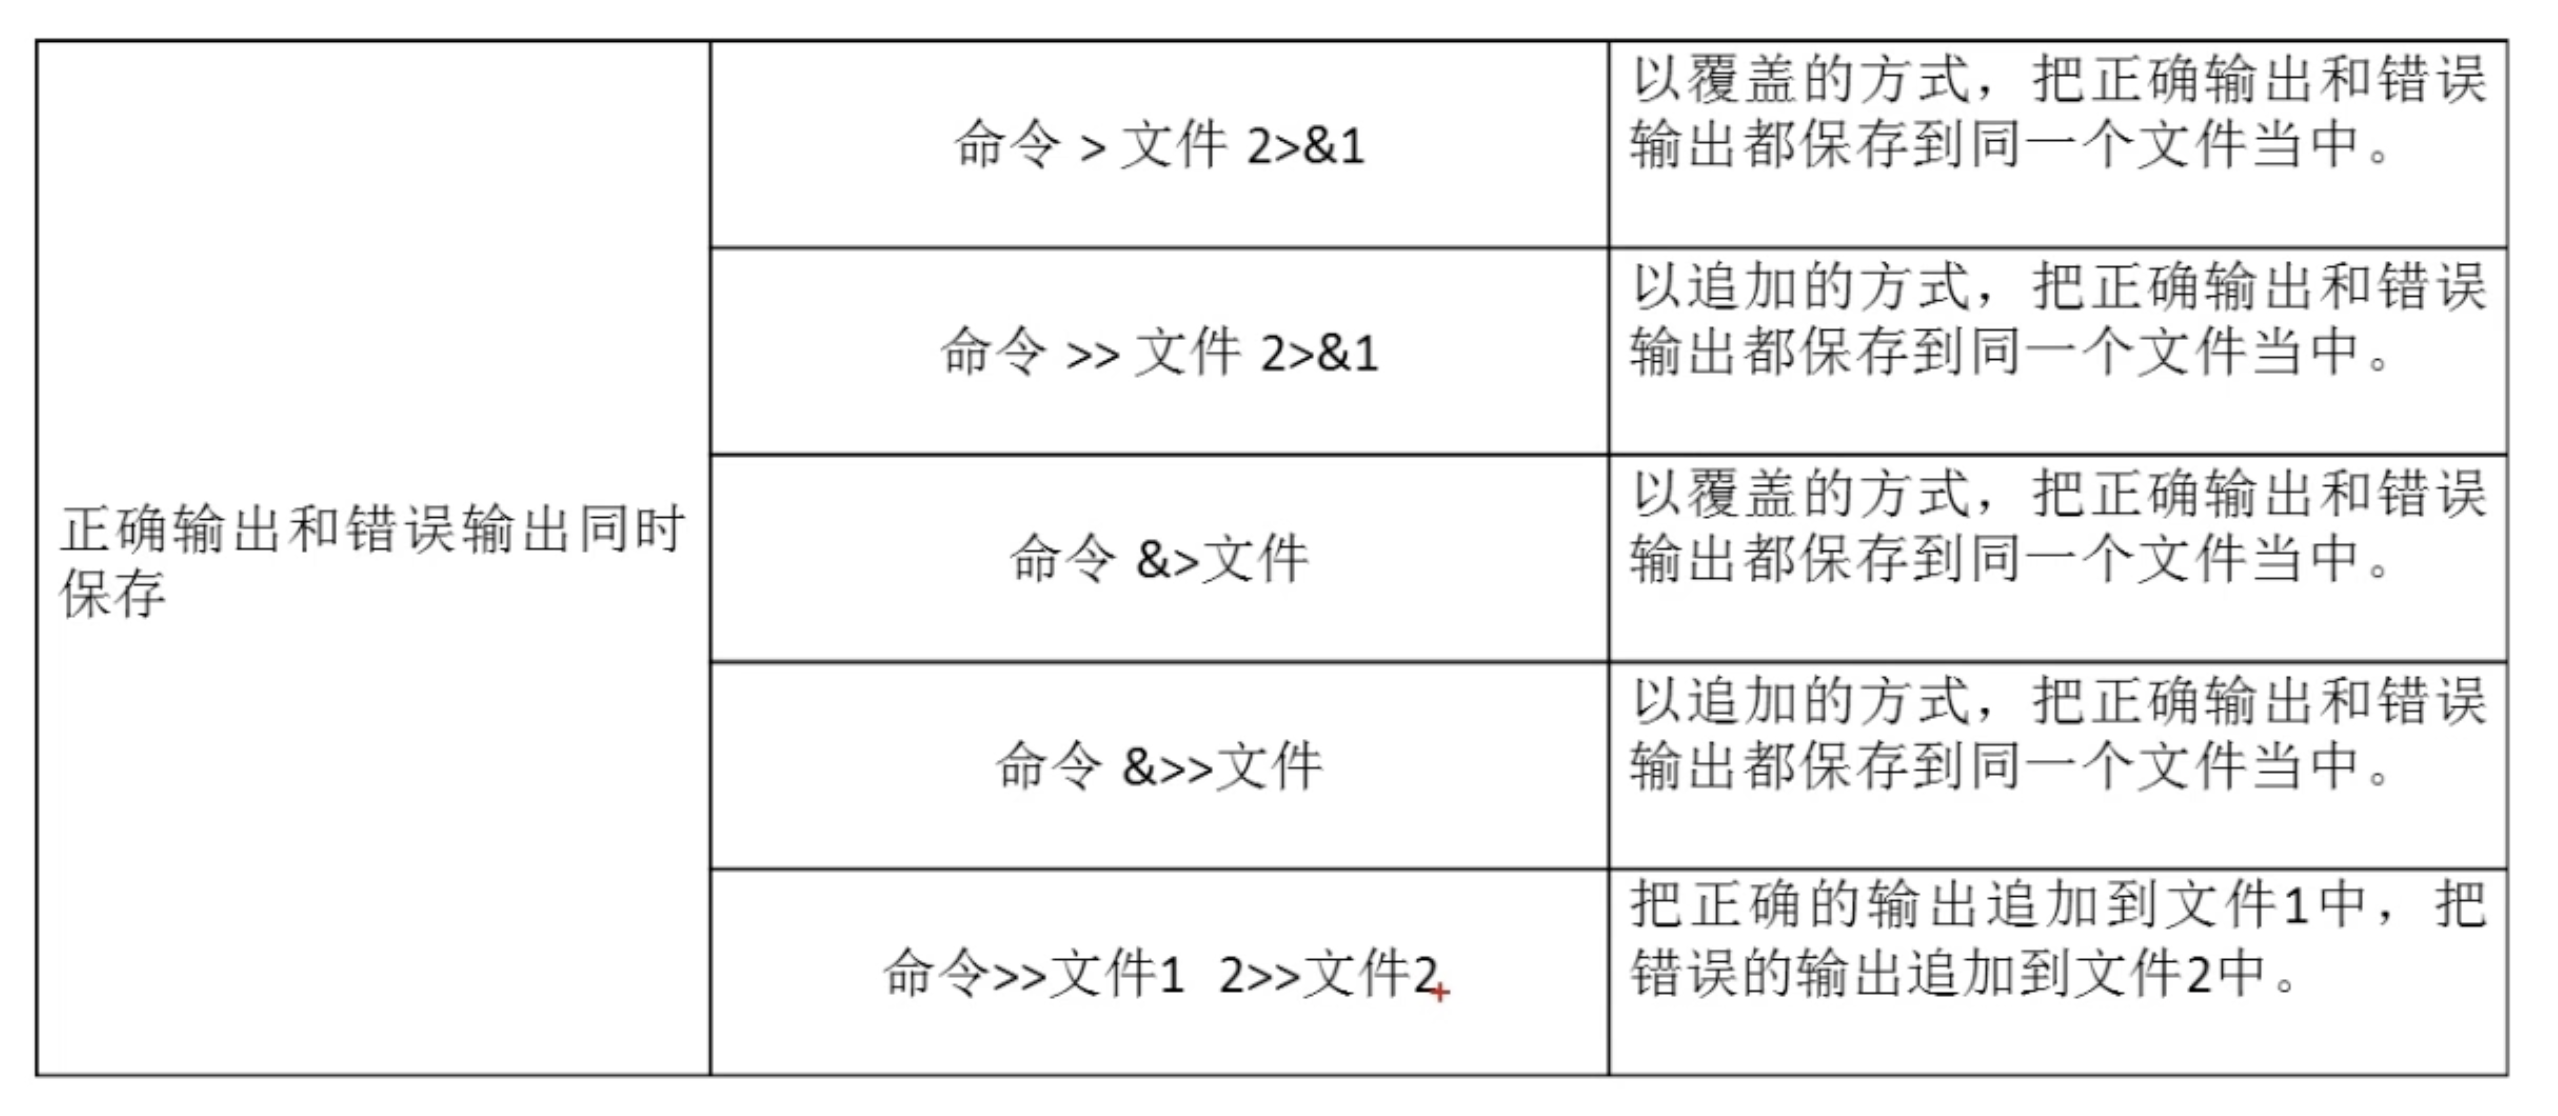 正确输出和错误输出同时
保存
命令 > 文件 2>&1
以覆盖的方式，把正确输出和错误
输出都保存到同一个文件当中。
命令 >> 文件 2>&1
以追加的方式，把正确输出和错误
输出都保存到同一个文件当中。
命令 &>文件
以覆盖的方式，把正确输出和错误
输出都保存到同一个文件当中。
命令 &>>文件
以追加的方式，把正确输出和错误
输出都保存到同一个文件当中。
命令>>文件1 2>>文件2
把正确的输出追加到文件1中，把
错误的输出追加到文件2中。